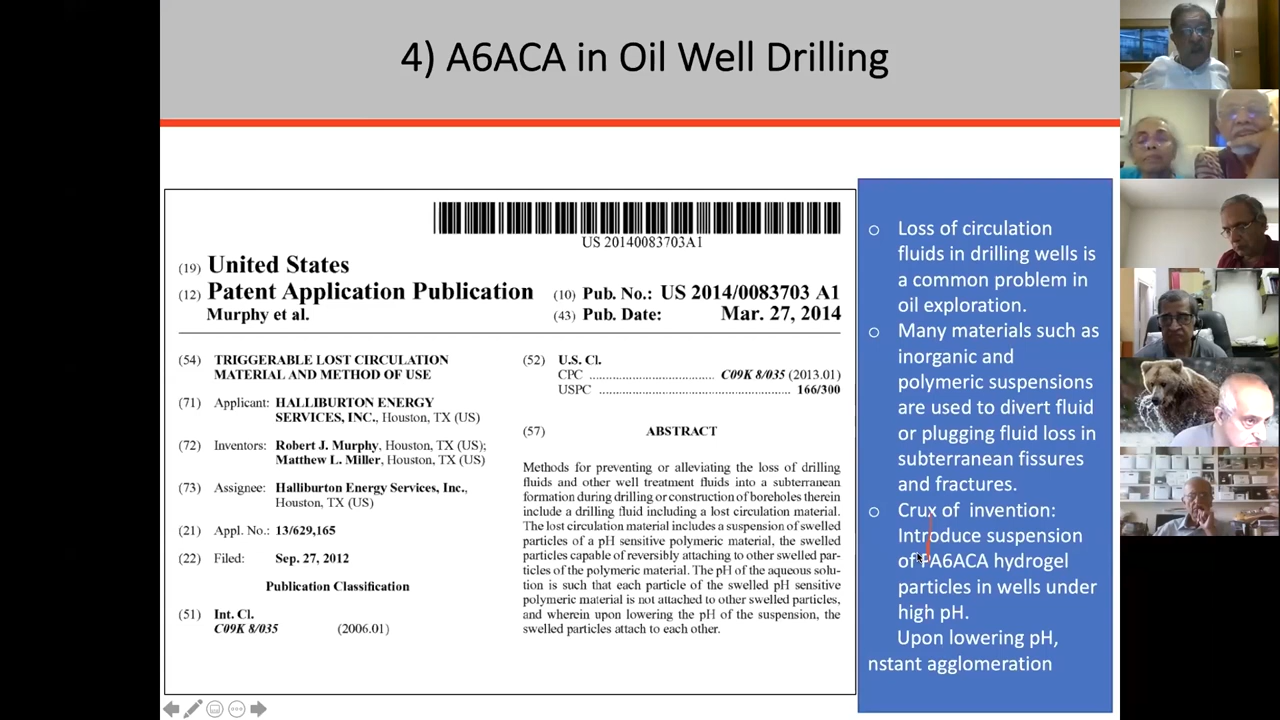 4) A6ACA in Oil Well Drilling
US 20140083703A1
(19) United States
(12) Patent Application Publication
Murphy et al.
(10) Pub. No.: US 2014/0083703 A1
(43) Pub. Date: Mar. 27, 2014
(54) TRIGGERABLE LOST CIRCULATION
MATERIAL AND METHOD OF USE
(71) Applicant: HALLIBURTON ENERGY
SERVICES, INC., Houston, TX (US)
(72) Inventors: Robert J. Murphy, Houston, TX (US);
Matthew L. Miller, Houston, TX (US)
(73) Assignee: Halliburton Energy Services, Inc.,
Houston, TX (US)
(21) Appl. No.: 13/629,165
(22) Filed: Sep. 27, 2012
Publication Classification
(51) Int. Cl.
C09K 8/035 (2006.01)
(52) U.S. Cl.
CPC .................................... C09K 8/035 (2013.01)
USPC .......................................................... 166/300
(57) ABSTRACT
Methods for preventing or alleviating the loss of drilling
fluids and other well treatment fluids into a subterranean
formation during drilling or construction of boreholes therein
include a drilling fluid including a lost circulation material.
The lost circulation material includes a suspension of swelled
particles of a pH sensitive polymeric material, the swelled
particles capable of reversibly attaching to other swelled par-
ticles of the polymeric material. The pH of the aqueous solu-
tion is such that each particle of the swelled pH sensitive
polymeric material is not attached to other swelled particles,
and wherein upon lowering the pH of the suspension, the
swelled particles attach to each other.
o Loss of circulation
fluids in drilling wells is
a common problem in
oil exploration.
o Many materials such as
inorganic and
polymeric suspensions
are used to divert fluid
or plugging fluid loss in
subterranean fissures
and fractures.
o Crux of invention:
Introduce suspension
of PA6ACA hydrogel
particles in wells under
high pH.
Upon lowering pH,
nstant agglomeration